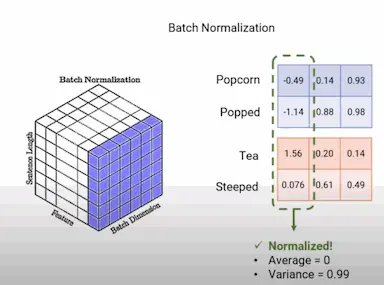 Batch Normalization
Batch Normalisation
Sentence Length
Feature
Batch Dimension
Popcorn -0.49 0.14 0.93
Popped -1.14 0.88 0.98
Tea 1.56 0.20 0.14
Steeped 0.076 0.61 0.49
✓ Normalized!
• Average = 0
• Variance = 0.99